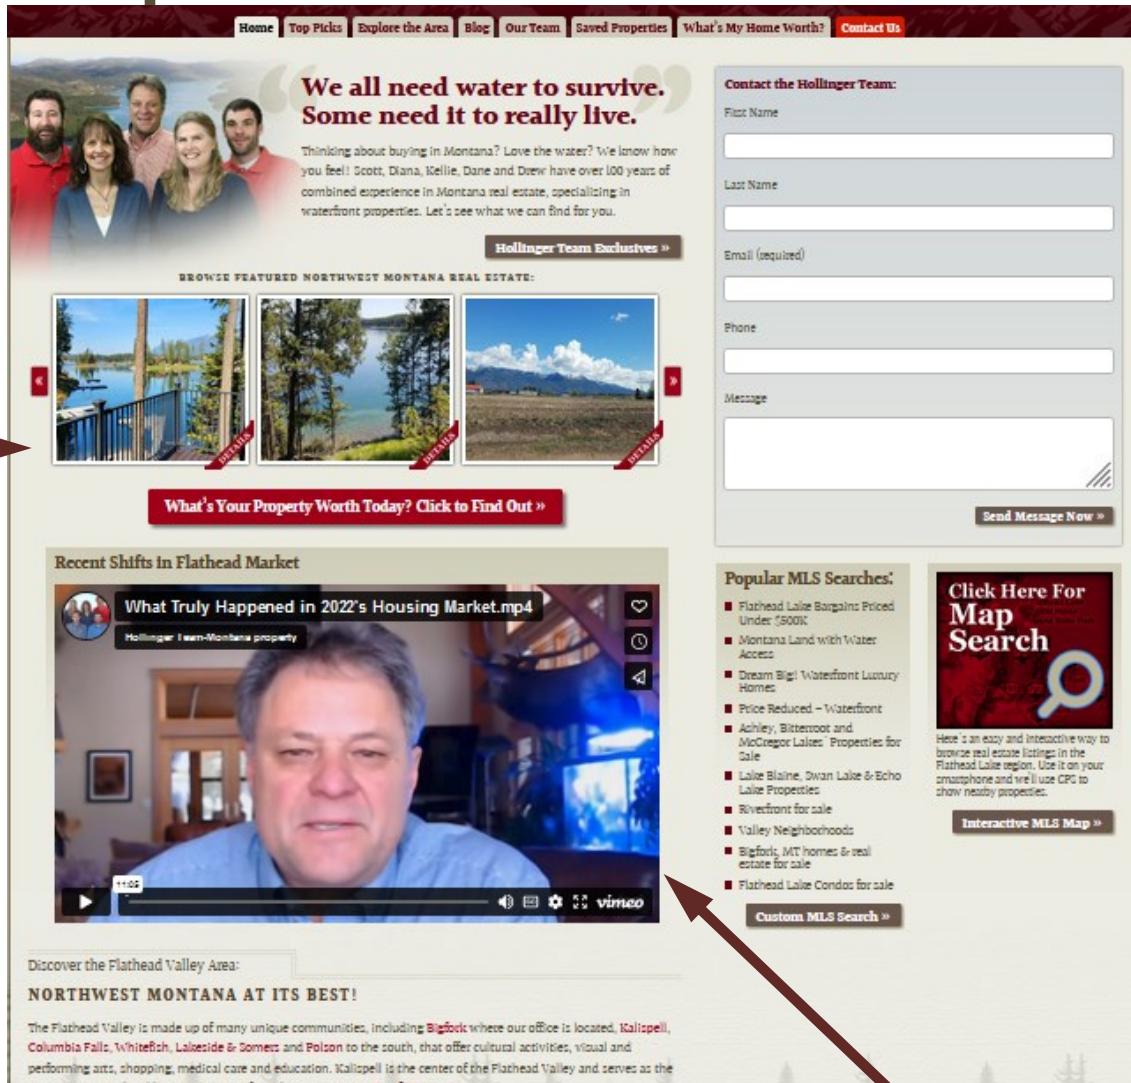 Home Top Picks Explore the Area Blog Our Team Saved Properties What's My Home Worth? Contact Us
We all need water to survive.
Some need it to really live.
Thinking about buying in Montana? Love the water? We know how
you feel! Scott, Diana, Kellie, Dane and Drew have over 100 years of
combined experience in Montana real estate, specializing in
waterfront properties. Let's see what we can find for you.
Hollinger Team Exclusives »
BROWSE FEATURED NORTHWEST MONTANA REAL ESTATE:
«
DETAILS
DETAILS
DETAILS
»
What's Your Property Worth Today? Click to Find Out »
Recent Shifts in Flathead Market
What Truly Happened in 2022's Housing Market.mp4
Hollinger Team-Montana property
11:05
vimeo
Discover the Flathead Valley Area:
NORTHWEST MONTANA AT ITS BEST!
The Flathead Valley is made up of many unique communities, including Bigfork where our office is located, Kalispell,
Columbia Falls, Whitefish, Lakeside & Somers and Polson to the south, that offer cultural activities, visual and
performing arts, shopping, medical care and education. Kalispell is the center of the Flathead Valley and serves as the
Contact the Hollinger Team:
First Name
Last Name
Email (required)
Phone
Message
Send Message Now »
Popular MLS Searches:
Flathead Lake Bargains Priced
Under $500K
Montana Land with Water
Access
Dream Big! Waterfront Luxury
Homes
Price Reduced – Waterfront
Ashley, Bitterroot and
McGregor Lakes' Properties for
Sale
Lake Blaine, Swan Lake & Echo
Lake Properties
Riverfront for sale
Valley Neighborhoods
Bigfork, MT homes & real
estate for sale
Flathead Lake Condos for sale
Custom MLS Search »
Click Here For
Map
Search
Here's an easy and interactive way to
browse real estate listings in the
Flathead Lake region. Use it on your
smartphone and we'll use GPS to
show nearby properties.
Interactive MLS Map »